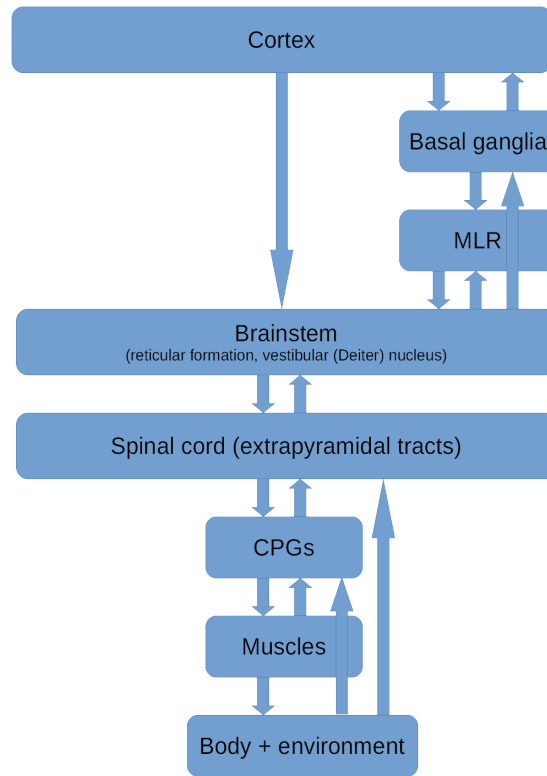 Cortex
Basal ganglia
MLR
Brainstem
(reticular formation, vestibular (Deiter) nucleus)
Spinal cord (extrapyramidal tracts)
CPGs
Muscles
Body + environment